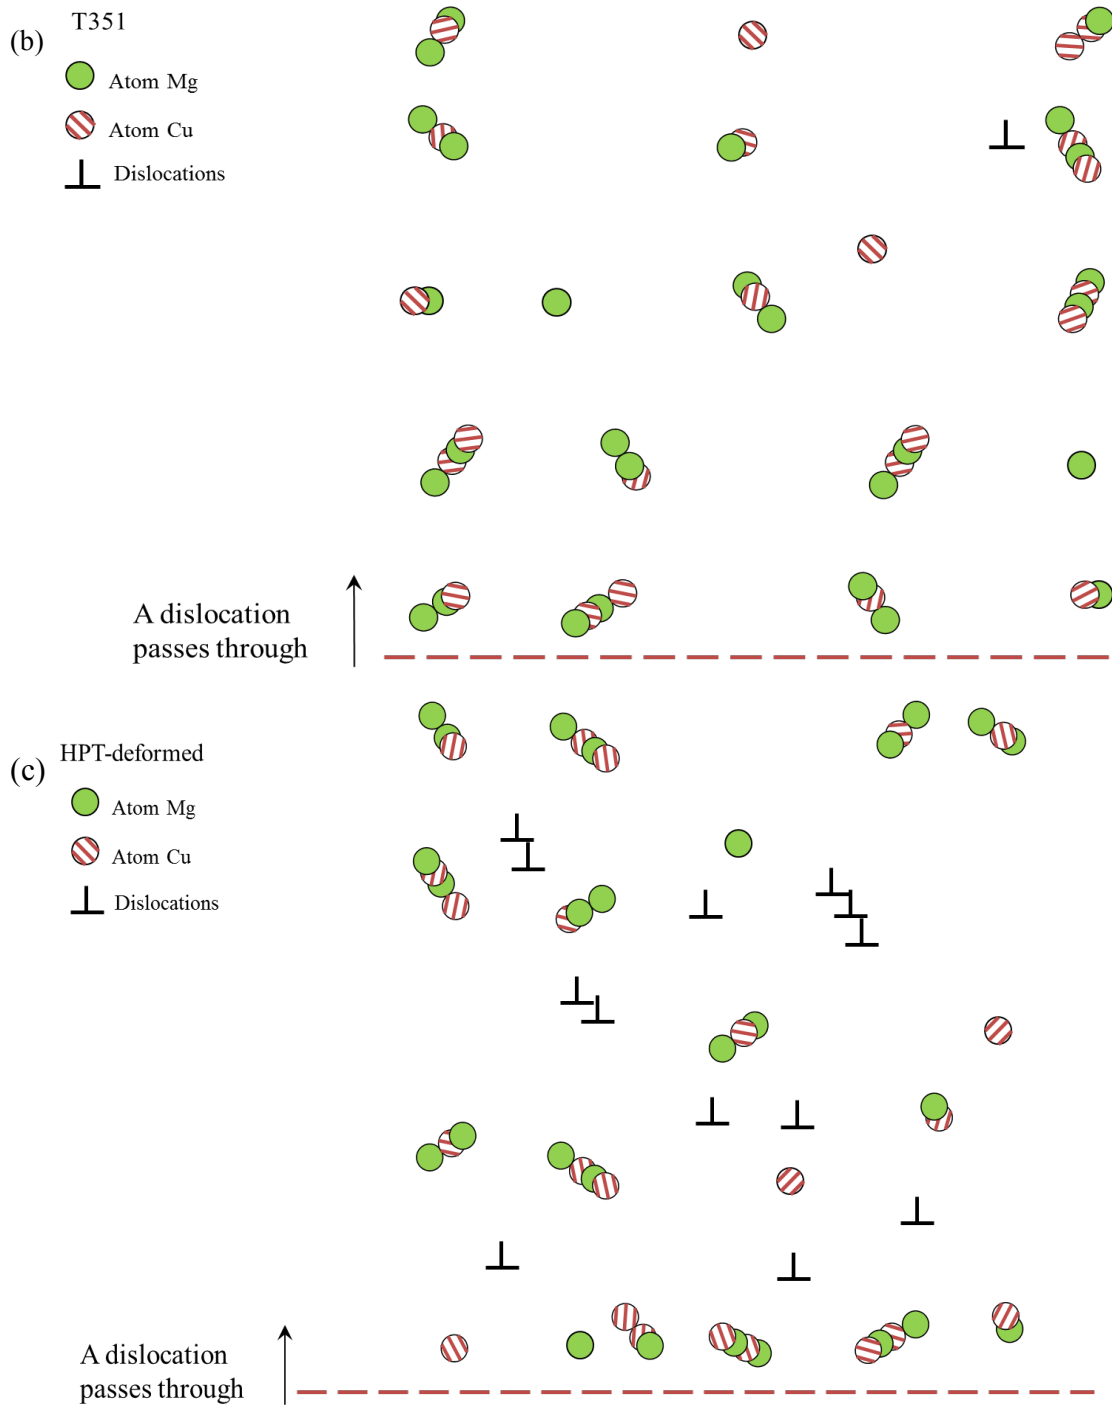 (b) T351
Atom Mg
Atom Cu
Dislocations
A dislocation
passes through
(c) HPT-deformed
Atom Mg
Atom Cu
Dislocations
A dislocation
passes through